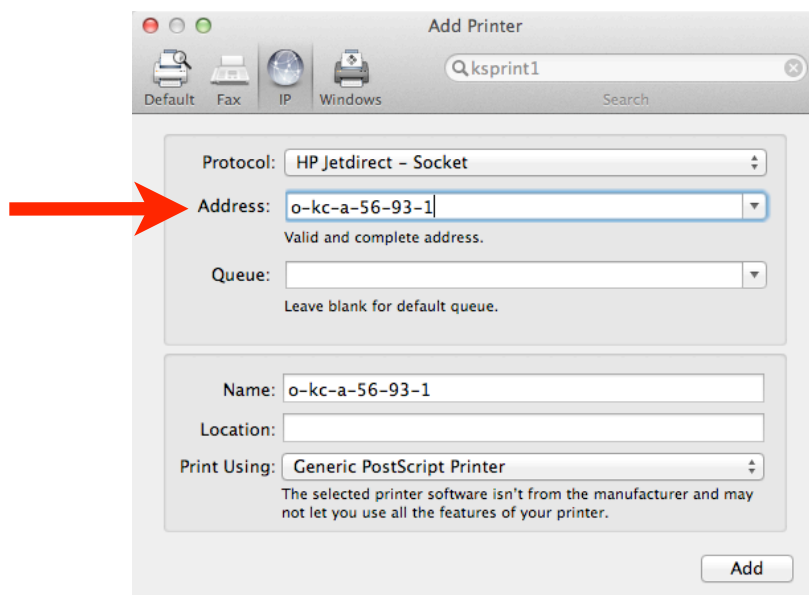 Add Printer
ksprint1
Default Fax IP Windows Search
Protocol: HP Jetdirect – Socket
Address: o-kc-a-56-93-1
Valid and complete address.
Queue:
Leave blank for default queue.
Name: o-kc-a-56-93-1
Location:
Print Using: Generic PostScript Printer
The selected printer software isn't from the manufacturer and may
not let you use all the features of your printer.
Add